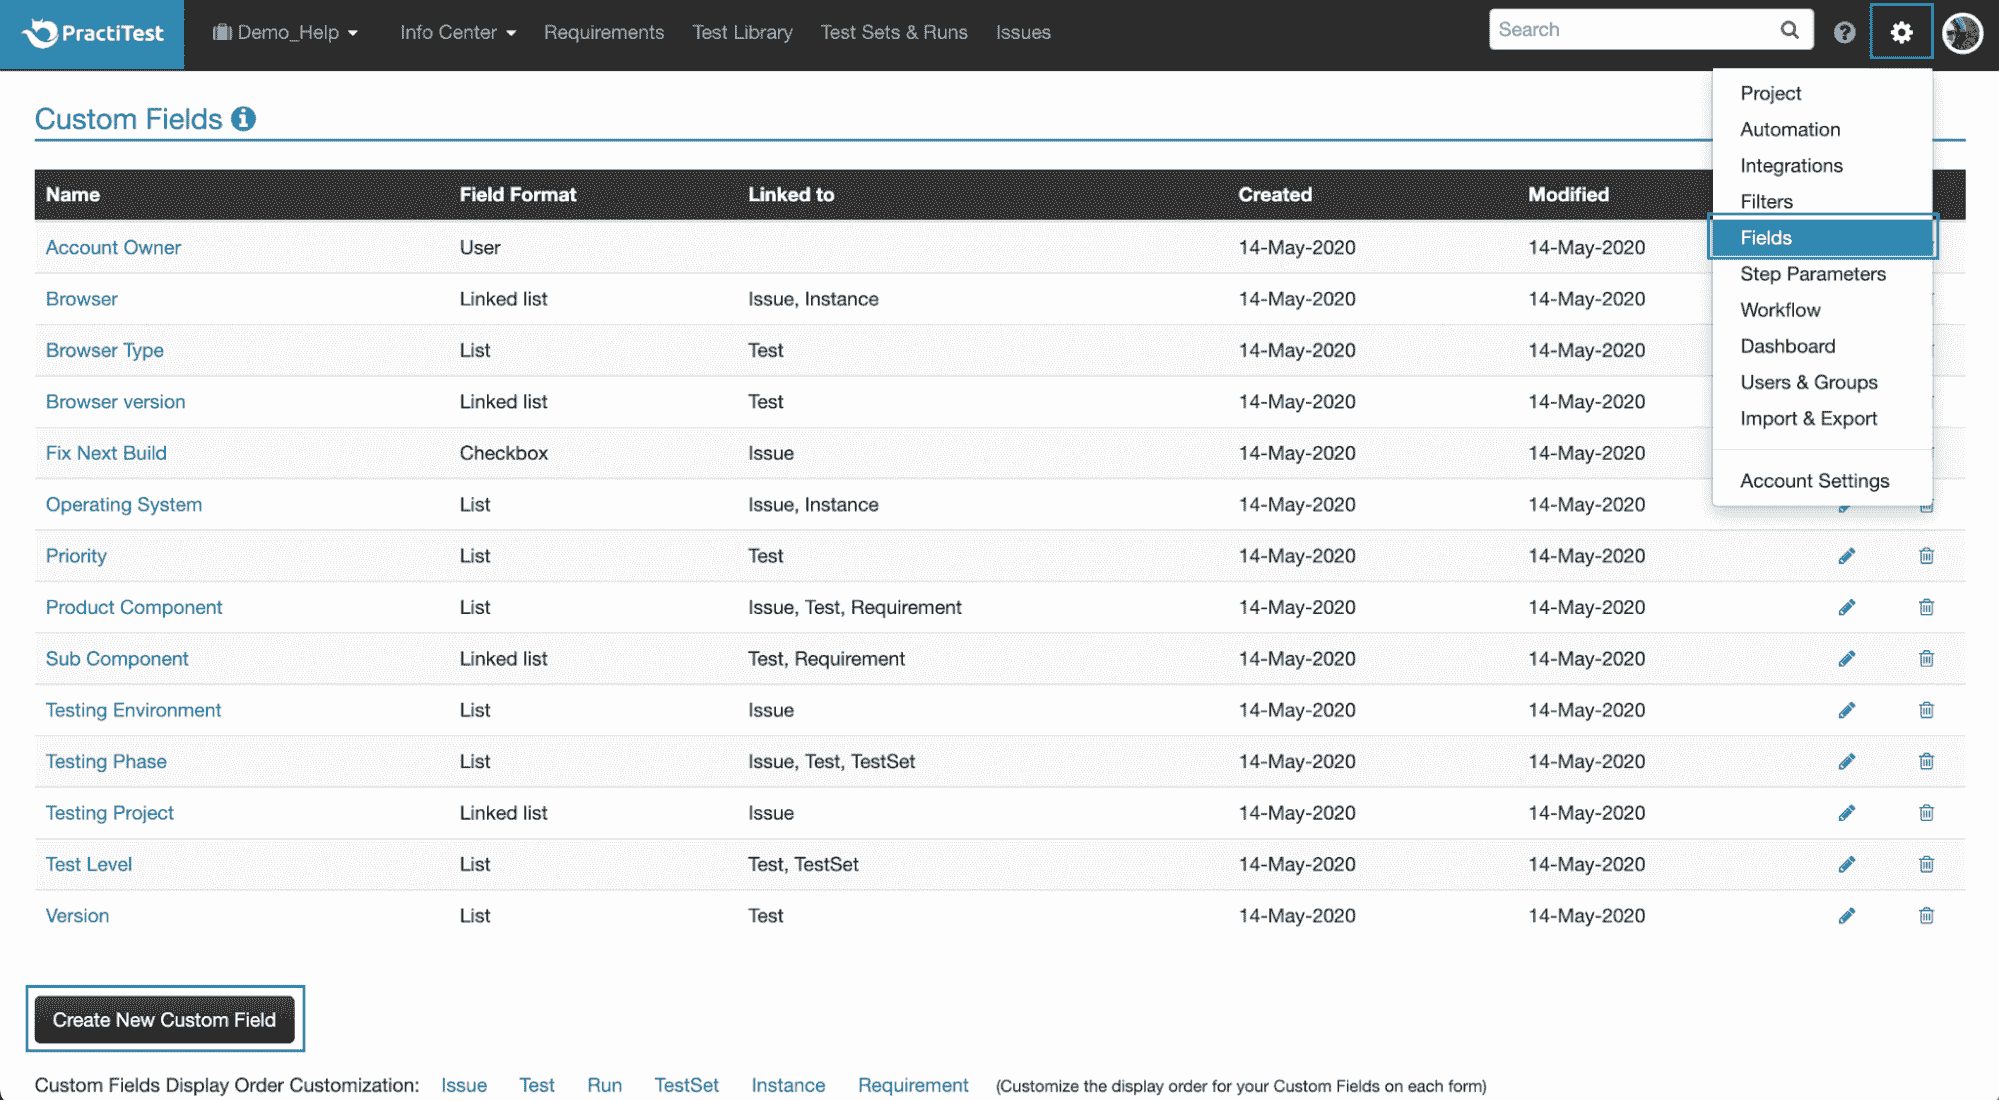 PractiTest Demo_Help Info Center Requirements Test Library Test Sets & Runs Issues Search
Project
Automation
Integrations
Filters
Fields
Step Parameters
Workflow
Dashboard
Users & Groups
Import & Export
Account Settings
Custom Fields
Name Field Format Linked to Created Modified
Account Owner User 14-May-2020 14-May-2020
Browser Linked list Issue, Instance 14-May-2020 14-May-2020
Browser Type List Test 14-May-2020 14-May-2020
Browser version Linked list Test 14-May-2020 14-May-2020
Fix Next Build Checkbox Issue 14-May-2020 14-May-2020
Operating System List Issue, Instance 14-May-2020 14-May-2020
Priority List Test 14-May-2020 14-May-2020
Product Component List Issue, Test, Requirement 14-May-2020 14-May-2020
Sub Component Linked list Test, Requirement 14-May-2020 14-May-2020
Testing Environment List Issue 14-May-2020 14-May-2020
Testing Phase List Issue, Test, TestSet 14-May-2020 14-May-2020
Testing Project Linked list Issue 14-May-2020 14-May-2020
Test Level List Test, TestSet 14-May-2020 14-May-2020
Version List Test 14-May-2020 14-May-2020
Create New Custom Field
Custom Fields Display Order Customization: Issue Test Run TestSet Instance Requirement (Customize the display order for your Custom Fields on each form)